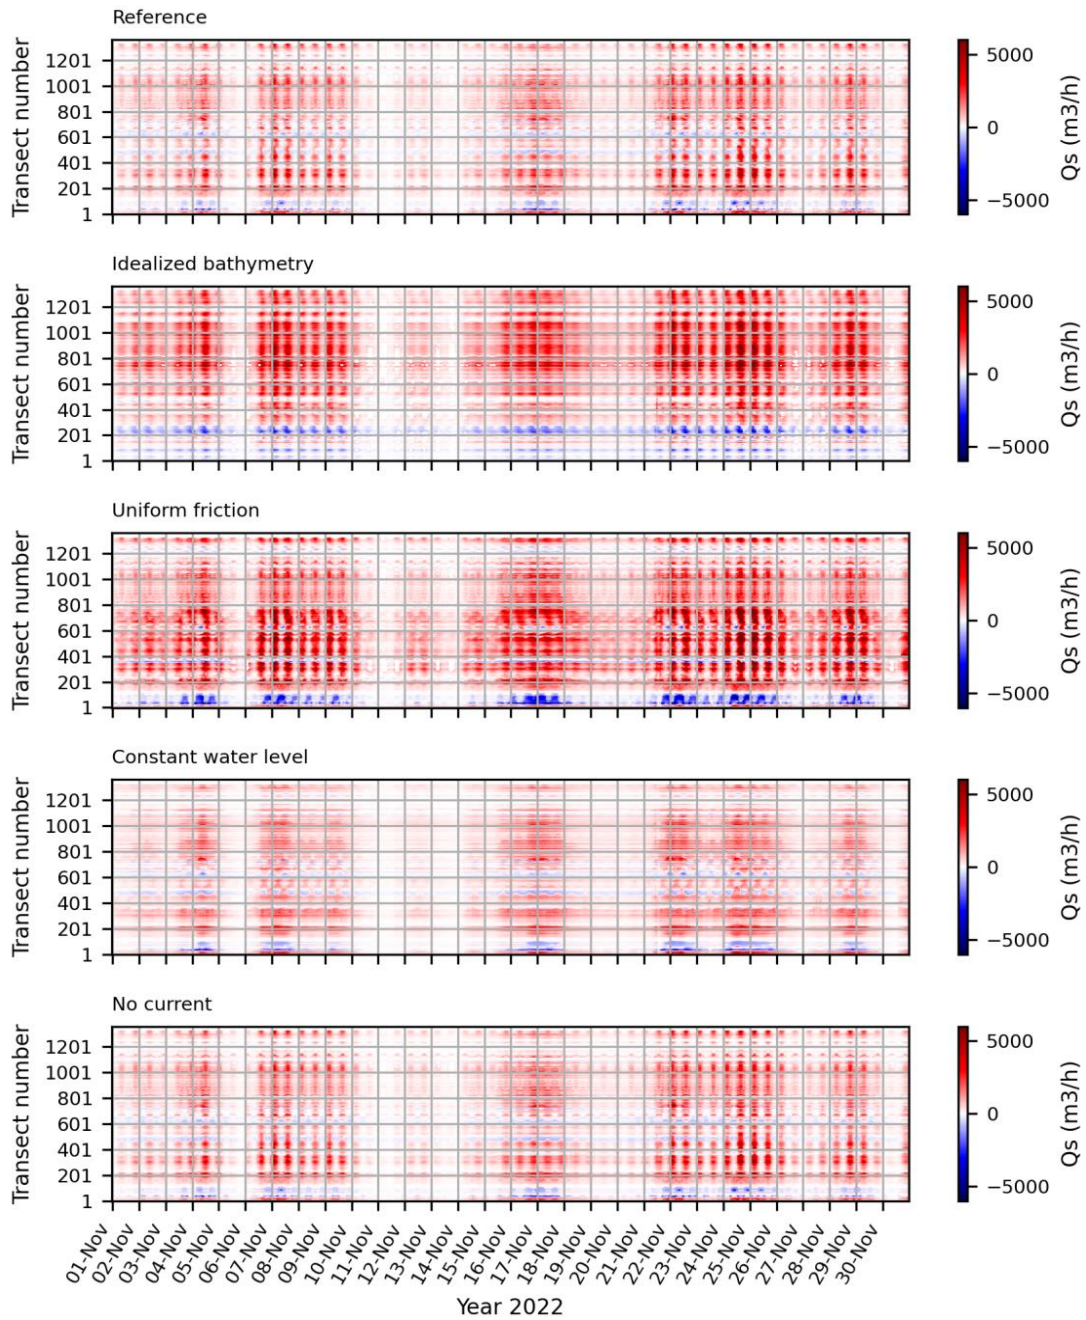 Reference
Transect number
1201
1001
801
601
401
201
1
5000
0
−5000
Qs (m3/h)
Idealized bathymetry
Transect number
1201
1001
801
601
401
201
1
5000
0
−5000
Qs (m3/h)
Uniform friction
Transect number
1201
1001
801
601
401
201
1
5000
0
−5000
Qs (m3/h)
Constant water level
Transect number
1201
1001
801
601
401
201
1
5000
0
−5000
Qs (m3/h)
No current
Transect number
1201
1001
801
601
401
201
1
5000
0
−5000
Qs (m3/h)
01-Nov
02-Nov
03-Nov
04-Nov
05-Nov
06-Nov
07-Nov
08-Nov
09-Nov
10-Nov
11-Nov
12-Nov
13-Nov
14-Nov
15-Nov
16-Nov
17-Nov
18-Nov
19-Nov
20-Nov
21-Nov
22-Nov
23-Nov
24-Nov
25-Nov
26-Nov
27-Nov
28-Nov
29-Nov
30-Nov
Year 2022